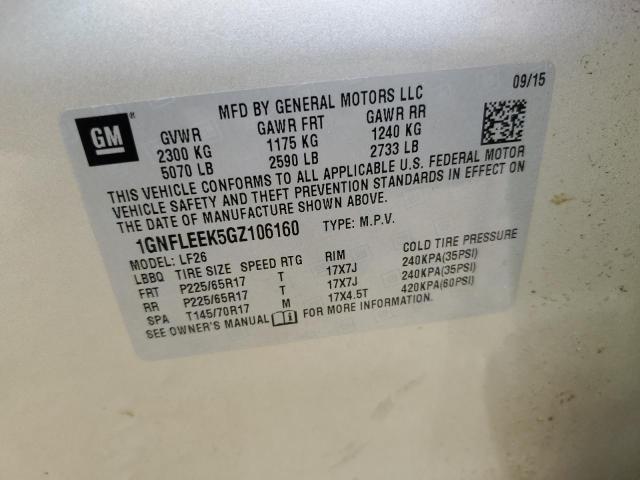 MFD BY GENERAL MOTORS LLC 09/15
GM
GVWR GAWR FRT GAWR RR
2300 KG 1175 KG 1240 KG
5070 LB 2590 LB 2733 LB
THIS VEHICLE CONFORMS TO ALL APPLICABLE U.S. FEDERAL MOTOR
VEHICLE SAFETY AND THEFT PREVENTION STANDARDS IN EFFECT ON
THE DATE OF MANUFACTURE SHOWN ABOVE.
1GNFLEEK5GZ106160 TYPE: M.P.V.
MODEL: LF26
LBBQ TIRE SIZE SPEED RTG RIM COLD TIRE PRESSURE
FRT P225/65R17 T 17X7J 240KPA(35PSI)
RR P225/65R17 T 17X7J 240KPA(35PSI)
SPA T145/70R17 M 17X4.5T 420KPA(60PSI)
SEE OWNER'S MANUAL FOR MORE INFORMATION.